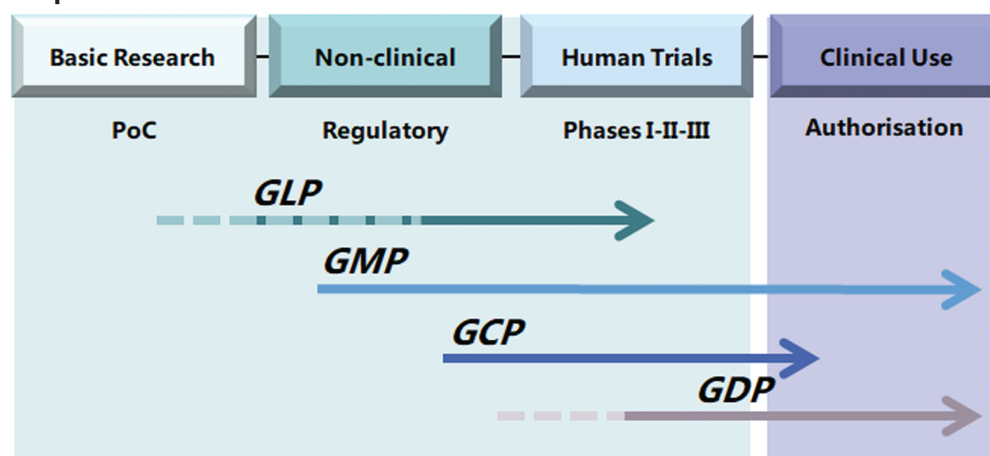 Basic Research
Non-clinical
Human Trials
Clinical Use
PoC
Regulatory
Phases I-II-III
Authorisation
GLP
GMP
GCP
GDP